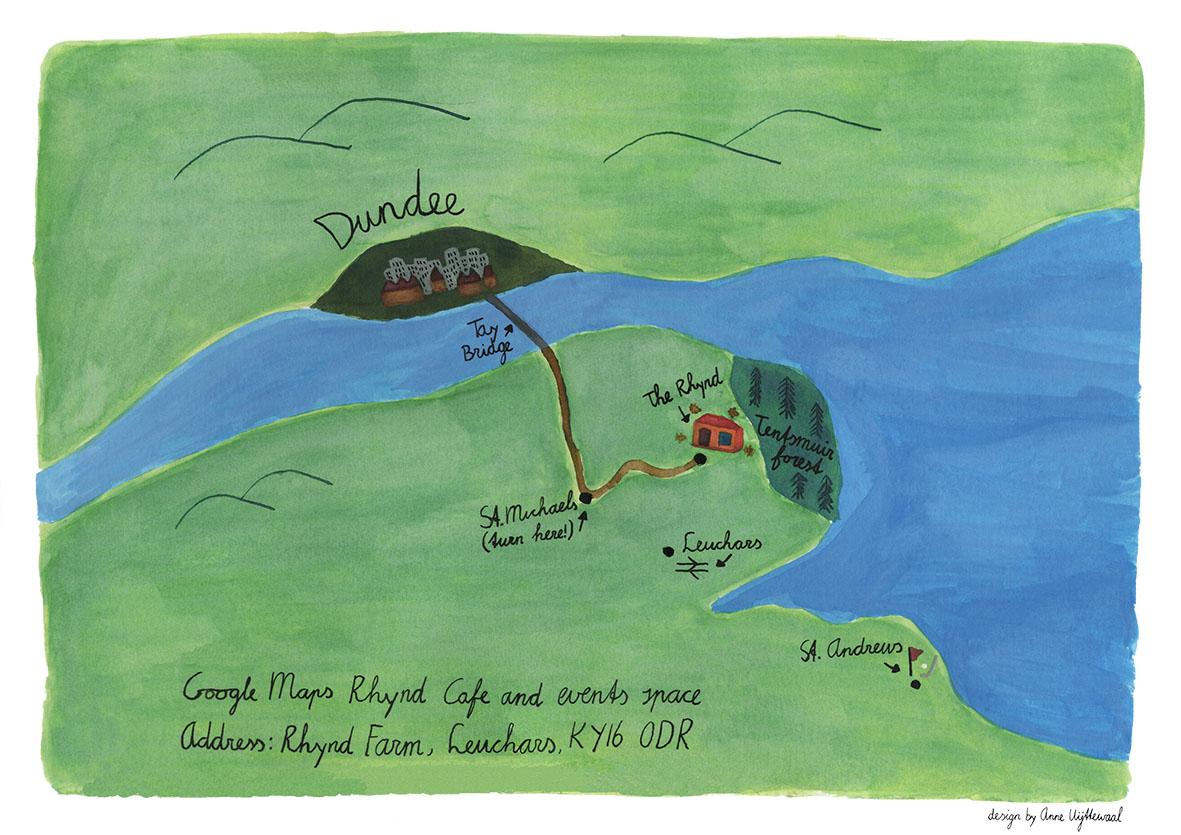 Dundee
Tay
Bridge
The Rhynd
Tentsmuir
forest
St. Michaels
(turn here!)
Leuchars
St. Andrews
Google Maps Rhynd Cafe and events space
Address: Rhynd Farm, Leuchars, KY16 0DR
design by Anne Uijttewaal